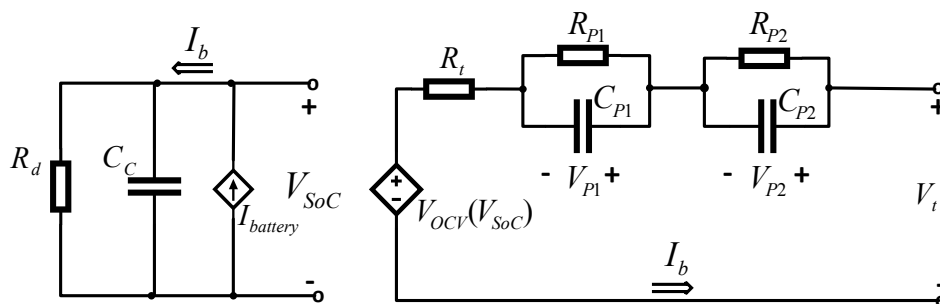 I_b
R_d
C_C
I_battery
V_SoC
+
-
R_t
R_P1
C_P1
- V_P1 +
R_P2
C_P2
- V_P2 +
+
-
V_OCV(V_SoC)
I_b
+
V_t
-